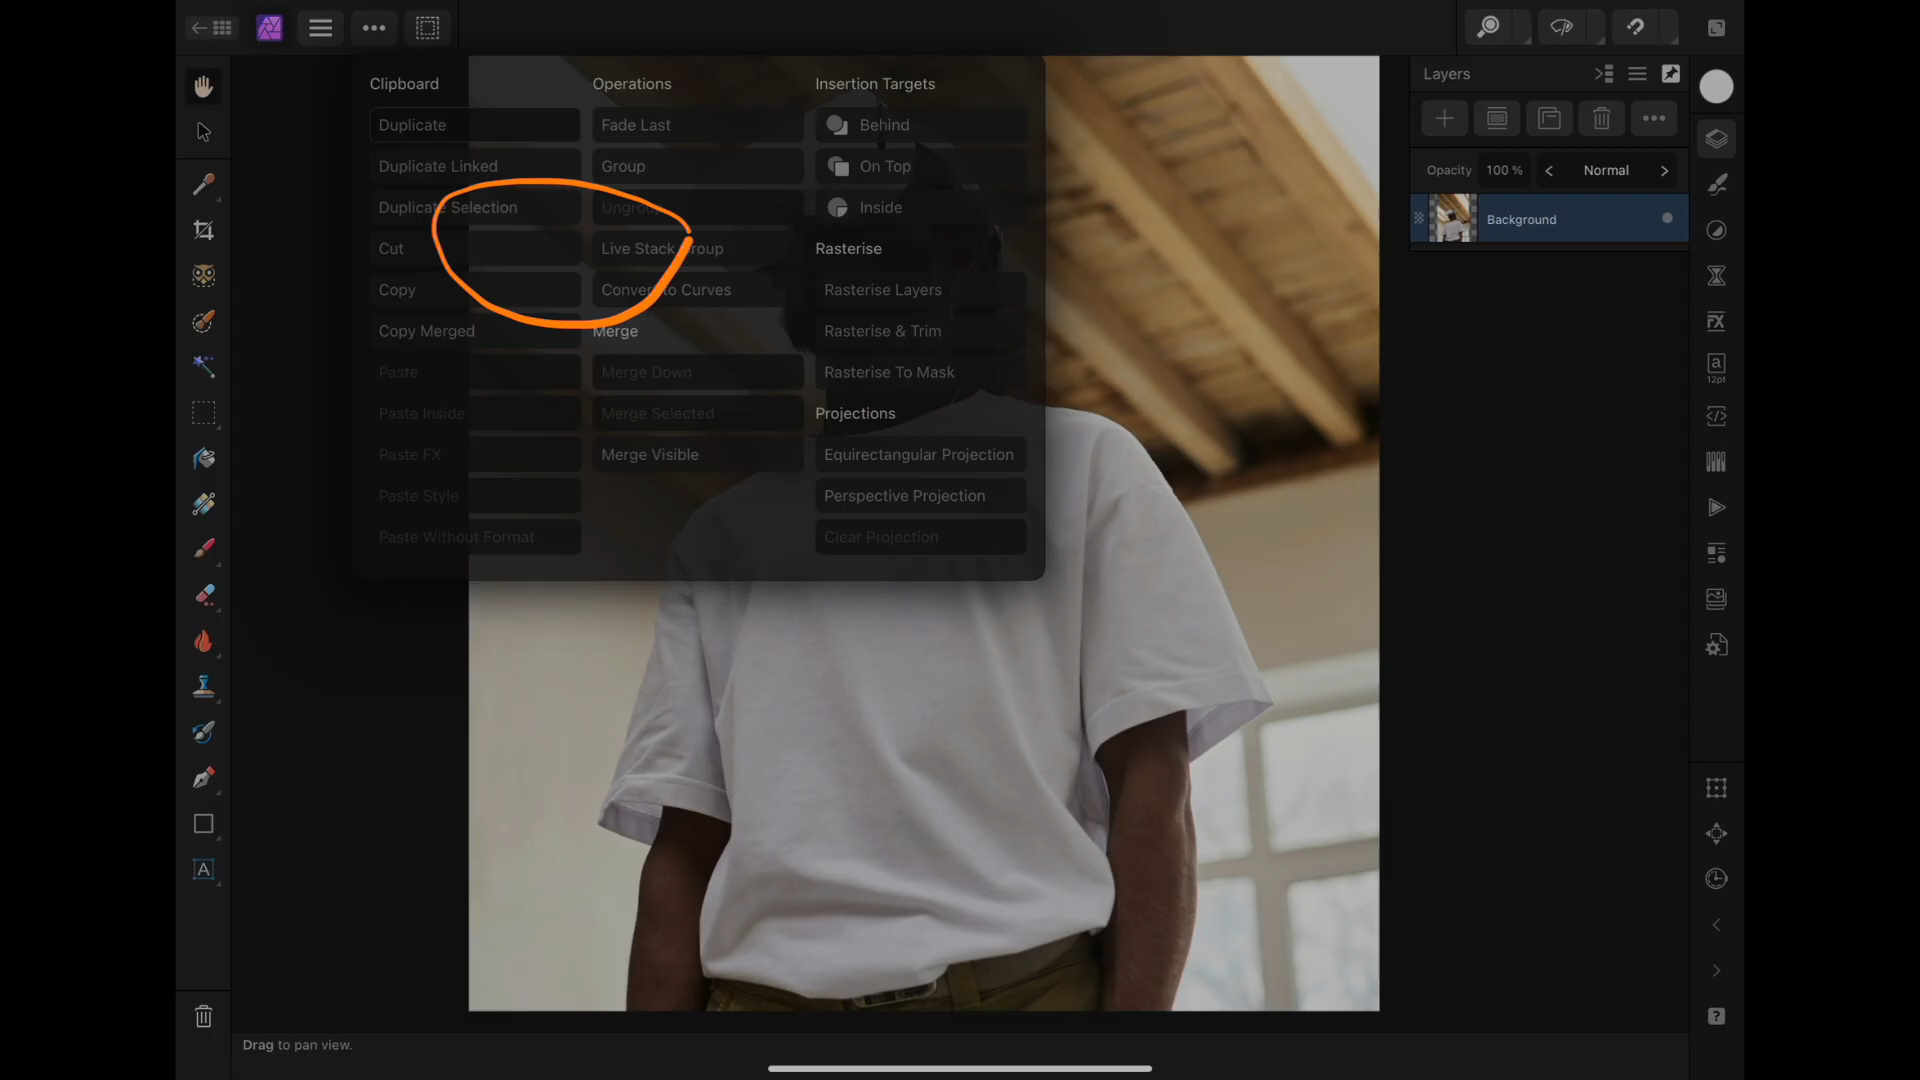 Clipboard
Duplicate
Duplicate Linked
Duplicate Selection
Cut
Copy
Copy Merged
Paste
Paste Inside
Paste FX
Paste Style
Paste Without Format
Operations
Fade Last
Group
Ungroup
Live Stack Group
Convert to Curves
Merge
Merge Down
Merge Selected
Merge Visible
Insertion Targets
Behind
On Top
Inside
Rasterise
Rasterise Layers
Rasterise & Trim
Rasterise To Mask
Projections
Equirectangular Projection
Perspective Projection
Clear Projection
Layers
Opacity 100 % Normal
Background
FX
a
12pt
A
?
Drag to pan view.